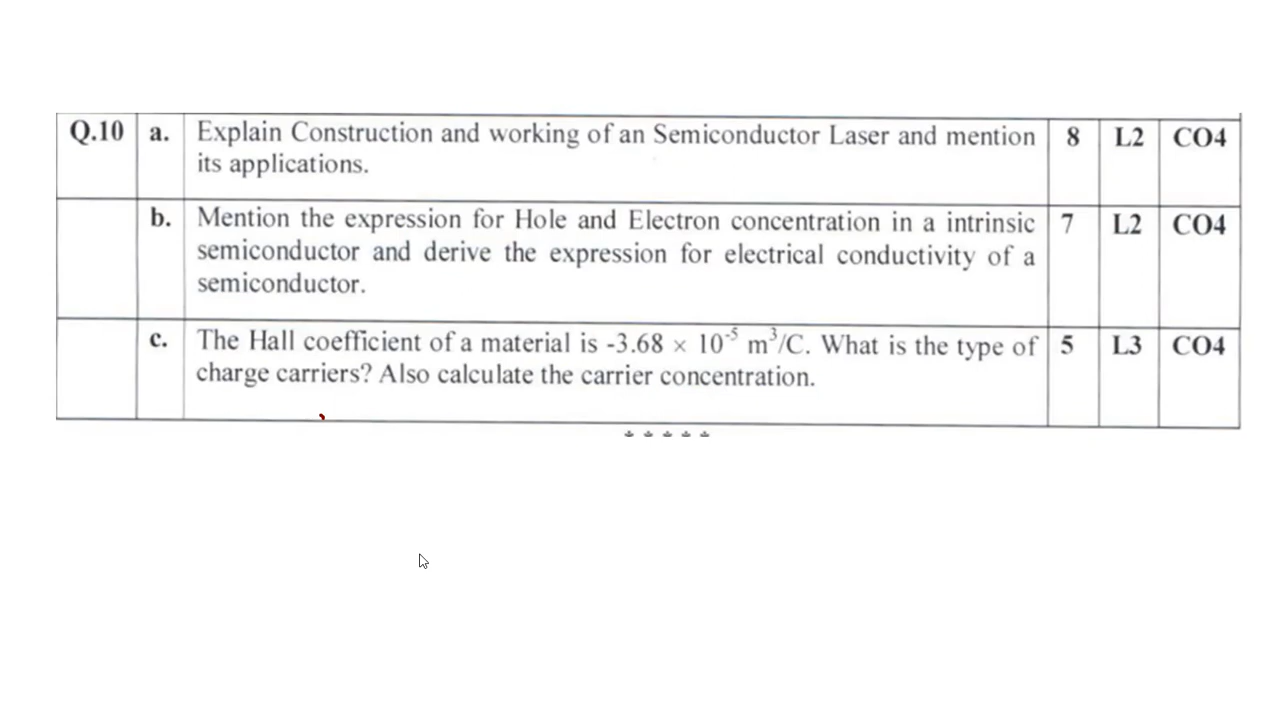 Q.10 a. Explain Construction and working of an Semiconductor Laser and mention 8 L2 CO4
its applications.
b. Mention the expression for Hole and Electron concentration in a intrinsic 7 L2 CO4
semiconductor and derive the expression for electrical conductivity of a
semiconductor.
c. The Hall coefficient of a material is -3.68 × 10⁻⁵ m³/C. What is the type of 5 L3 CO4
charge carriers? Also calculate the carrier concentration.
* * * * *